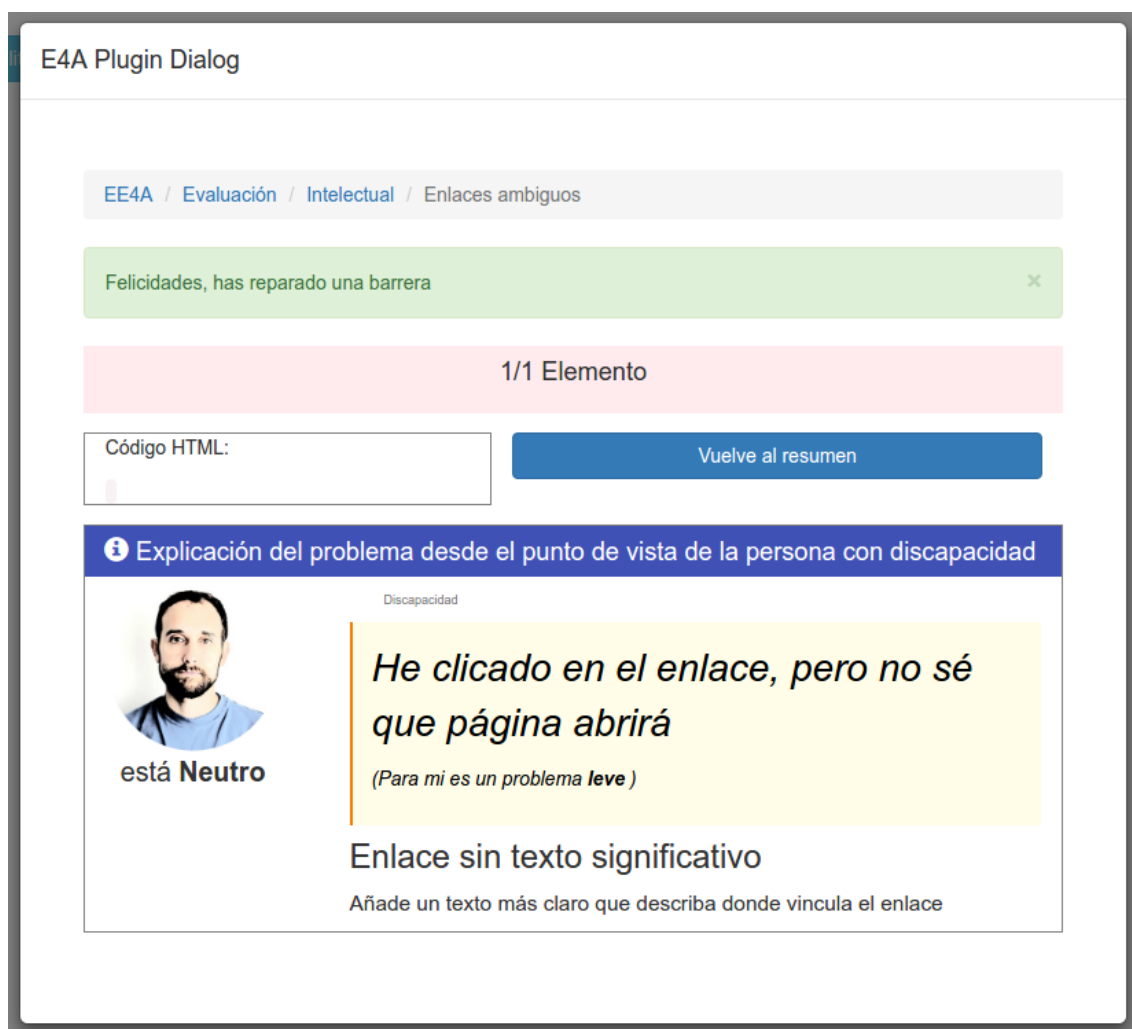 E4A Plugin Dialog
EE4A / Evaluación / Intelectual / Enlaces ambiguos
Felicidades, has reparado una barrera ×
1/1 Elemento
Código HTML:
Vuelve al resumen
Explicación del problema desde el punto de vista de la persona con discapacidad
Discapacidad
He clicado en el enlace, pero no sé
que página abrirá
(Para mi es un problema leve )
está Neutro
Enlace sin texto significativo
Añade un texto más claro que describa donde vincula el enlace